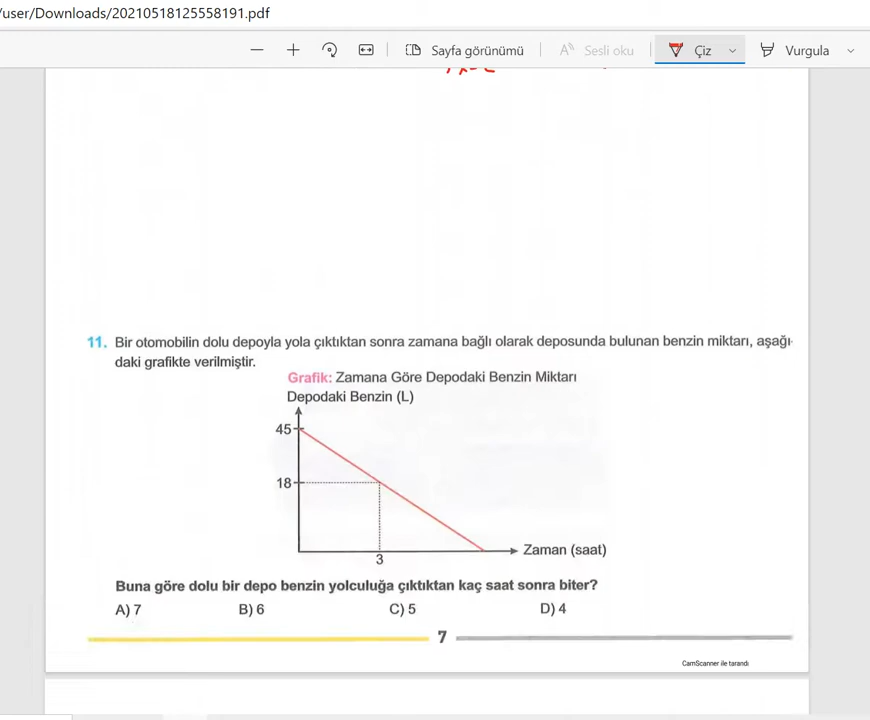 /user/Downloads/20210518125558191.pdf
Sayfa görünümü
Sesli oku
Çiz
Vurgula
11. Bir otomobilin dolu depoyla yola çıktıktan sonra zamana bağlı olarak deposunda bulunan benzin miktarı, aşağı-
daki grafikte verilmiştir.
Grafik: Zamana Göre Depodaki Benzin Miktarı
Depodaki Benzin (L)
45
18
Zaman (saat)
3
Buna göre dolu bir depo benzin yolculuğa çıktıktan kaç saat sonra biter?
A) 7 B) 6 C) 5 D) 4
7
CamScanner ile tarandı